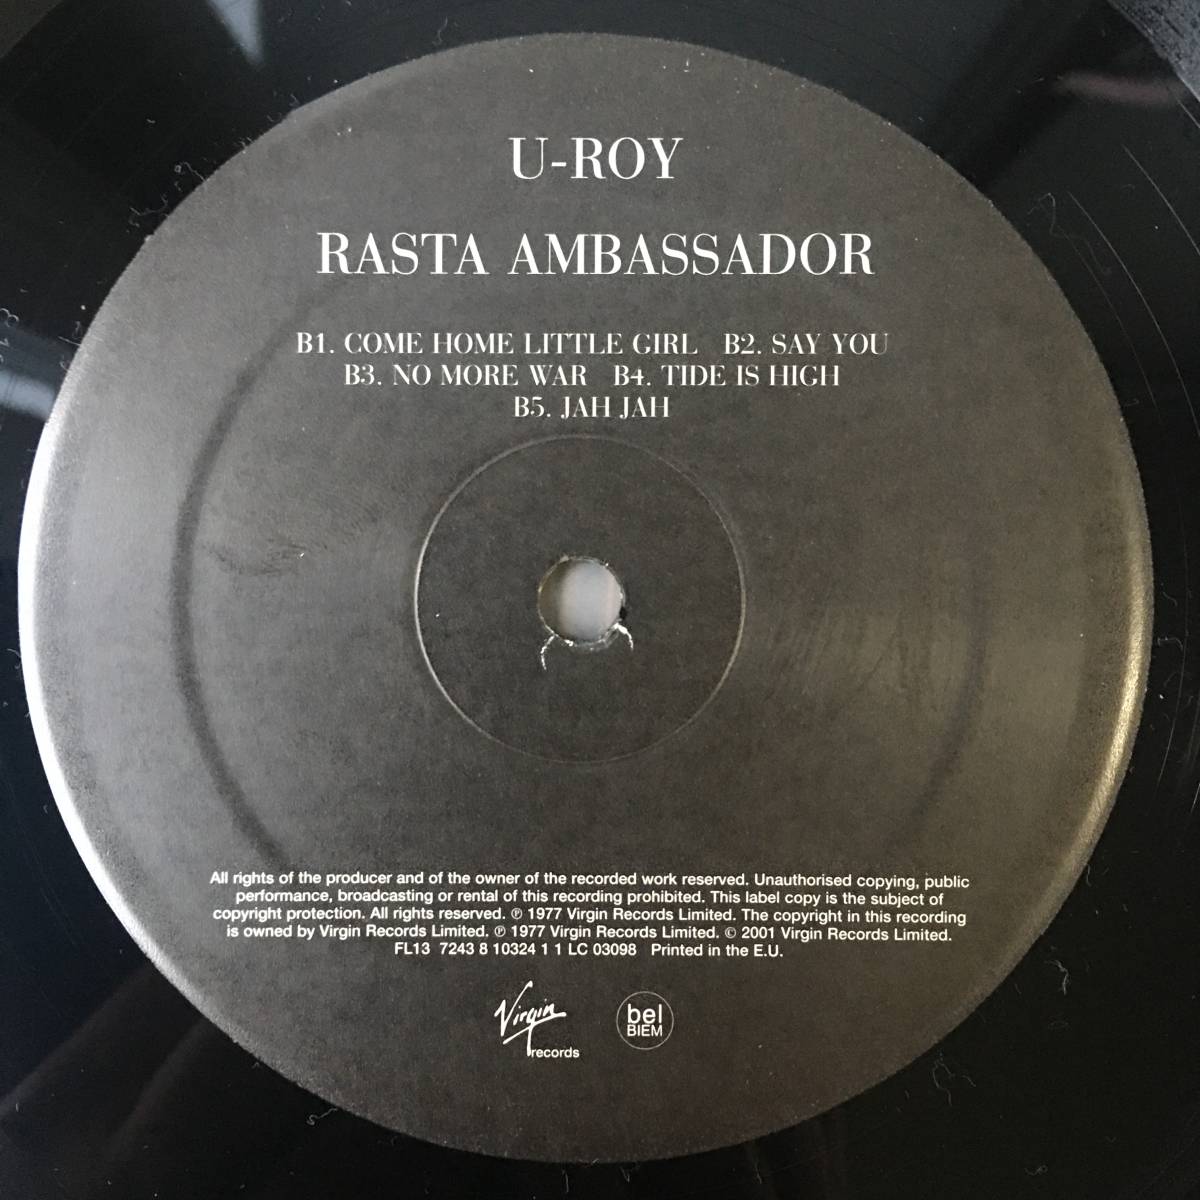 U-ROY
RASTA AMBASSADOR
B1. COME HOME LITTLE GIRL B2. SAY YOU
B3. NO MORE WAR B4. TIDE IS HIGH
B5. JAH JAH
All rights of the producer and of the owner of the recorded work reserved. Unauthorised copying, public
performance, broadcasting or rental of this recording prohibited. This label copy is the subject of
copyright protection. All rights reserved. ℗ 1977 Virgin Records Limited. The copyright in this recording
is owned by Virgin Records Limited. ℗ 1977 Virgin Records Limited. © 2001 Virgin Records Limited.
FL13 7243 8 10324 1 1 LC 03098 Printed in the E.U.
Virgin
records
bel
BIEM